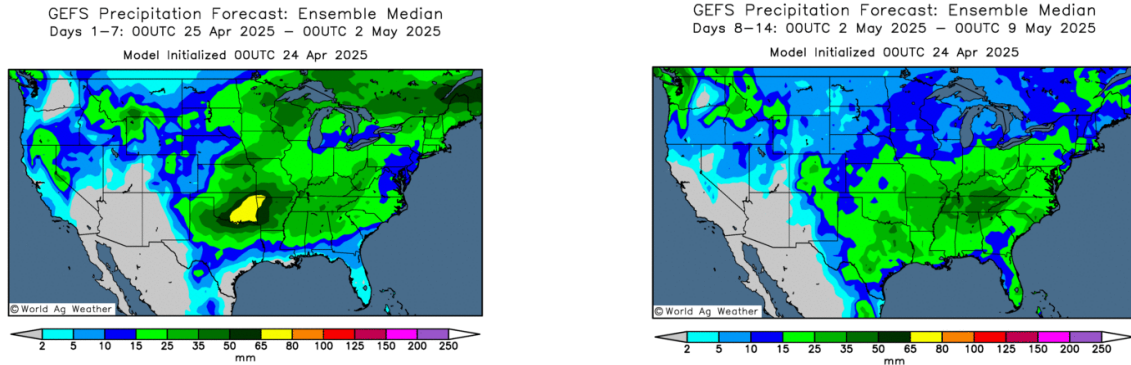 GEFS Precipitation Forecast: Ensemble Median
Days 1–7: 00UTC 25 Apr 2025 – 00UTC 2 May 2025
Model Initialized 00UTC 24 Apr 2025
© World Ag Weather
2 5 10 15 25 35 50 65 80 100 125 150 200 250
mm
GEFS Precipitation Forecast: Ensemble Median
Days 8–14: 00UTC 2 May 2025 – 00UTC 9 May 2025
Model Initialized 00UTC 24 Apr 2025
© World Ag Weather
2 5 10 15 25 35 50 65 80 100 125 150 200 250
mm